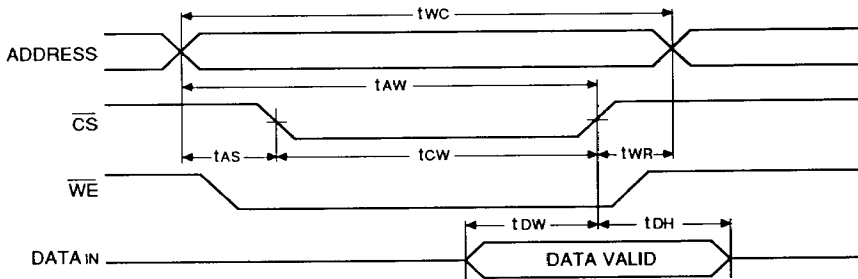 tWC
ADDRESS
tAW
CS
tAS tCW tWR
WE
tDW tDH
DATA IN DATA VALID